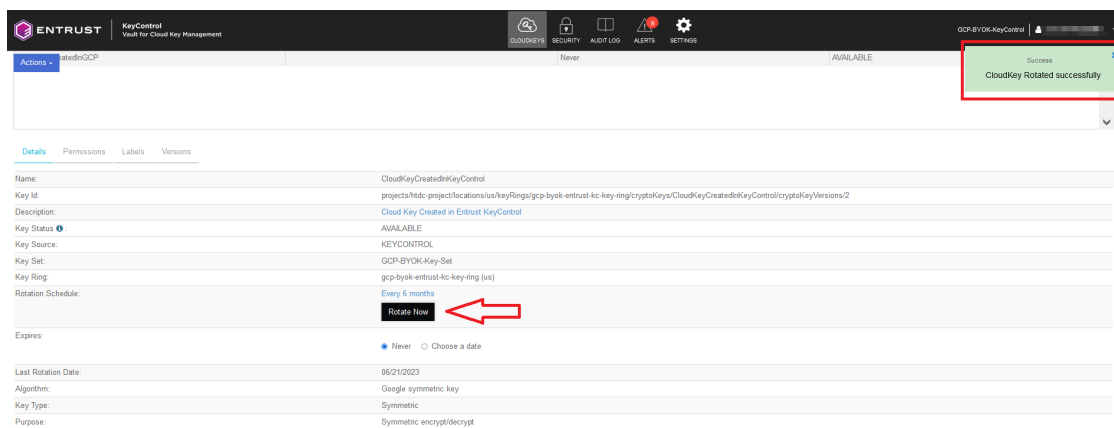 ENTRUST
KeyControl
Vault for Cloud Key Management
CLOUDKEYS
SECURITY
AUDIT LOG
9
ALERTS
SETTINGS
GCP-BYOK-KeyControl
Actions
atedInGCP
Never
AVAILABLE
Success
CloudKey Rotated successfully
Details Permissions Labels Versions
Name: CloudKeyCreatedInKeyControl
Key Id: projects/htdc-project/locations/us/keyRings/gcp-byok-entrust-kc-key-ring/cryptoKeys/CloudKeyCreatedInKeyControl/cryptoKeyVersions/2
Description: Cloud Key Created in Entrust KeyControl
Key Status : AVAILABLE
Key Source: KEYCONTROL
Key Set: GCP-BYOK-Key-Set
Key Ring: gcp-byok-entrust-kc-key-ring (us)
Rotation Schedule: Every 6 months
Rotate Now
Expires:
Never Choose a date
Last Rotation Date: 06/21/2023
Algorithm: Google symmetric key
Key Type: Symmetric
Purpose: Symmetric encrypt/decrypt